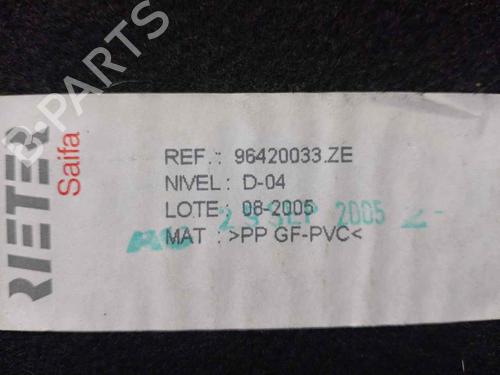 RIETER
Saifa
REF.: 96420033.ZE
NIVEL: D-04
LOTE: 08-2005
SEP 2005
MAT : >PP GF-PVC<
B-PARTS